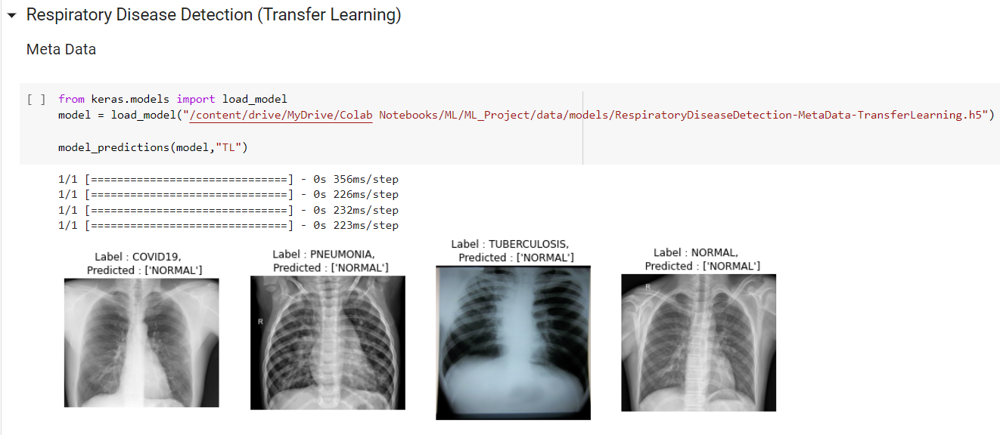 Respiratory Disease Detection (Transfer Learning)
Meta Data
[ ] from keras.models import load_model
model = load_model("/content/drive/MyDrive/Colab Notebooks/ML/ML_Project/data/models/RespiratoryDiseaseDetection-MetaData-TransferLearning.h5")
model_predictions(model,"TL")
1/1 [==============================] - 0s 356ms/step
1/1 [==============================] - 0s 226ms/step
1/1 [==============================] - 0s 232ms/step
1/1 [==============================] - 0s 223ms/step
Label : COVID19,
Predicted : ['NORMAL']
Label : PNEUMONIA,
Predicted : ['NORMAL']
R
Label : TUBERCULOSIS,
Predicted : ['NORMAL']
Label : NORMAL,
Predicted : ['NORMAL']
R